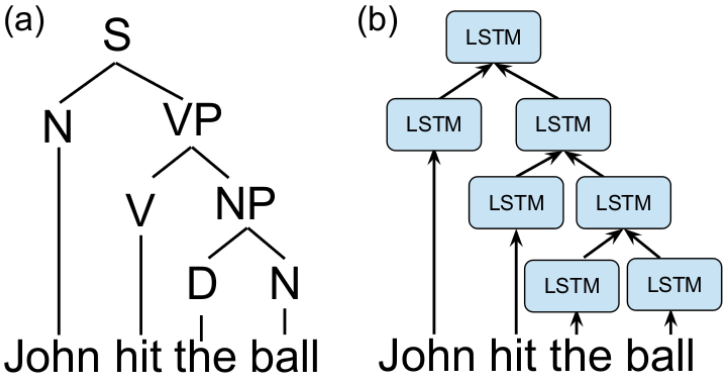 (a)
S
N VP
V NP
D N
John hit the ball
(b)
LSTM
LSTM LSTM
LSTM LSTM
LSTM LSTM
John hit the ball